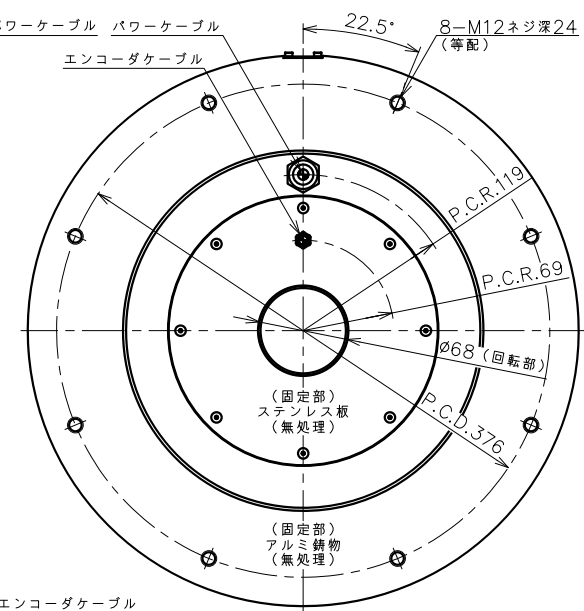 パワーケーブル
パワーケーブル
エンコーダケーブル
22.5°
8-M12ネジ深24
(等配)
P.C.R.119
P.C.R.69
φ68(回転部)
P.C.D.376
(固定部)
ステンレス板
(無処理)
(固定部)
アルミ鋳物
(無処理)
エンコーダケーブル